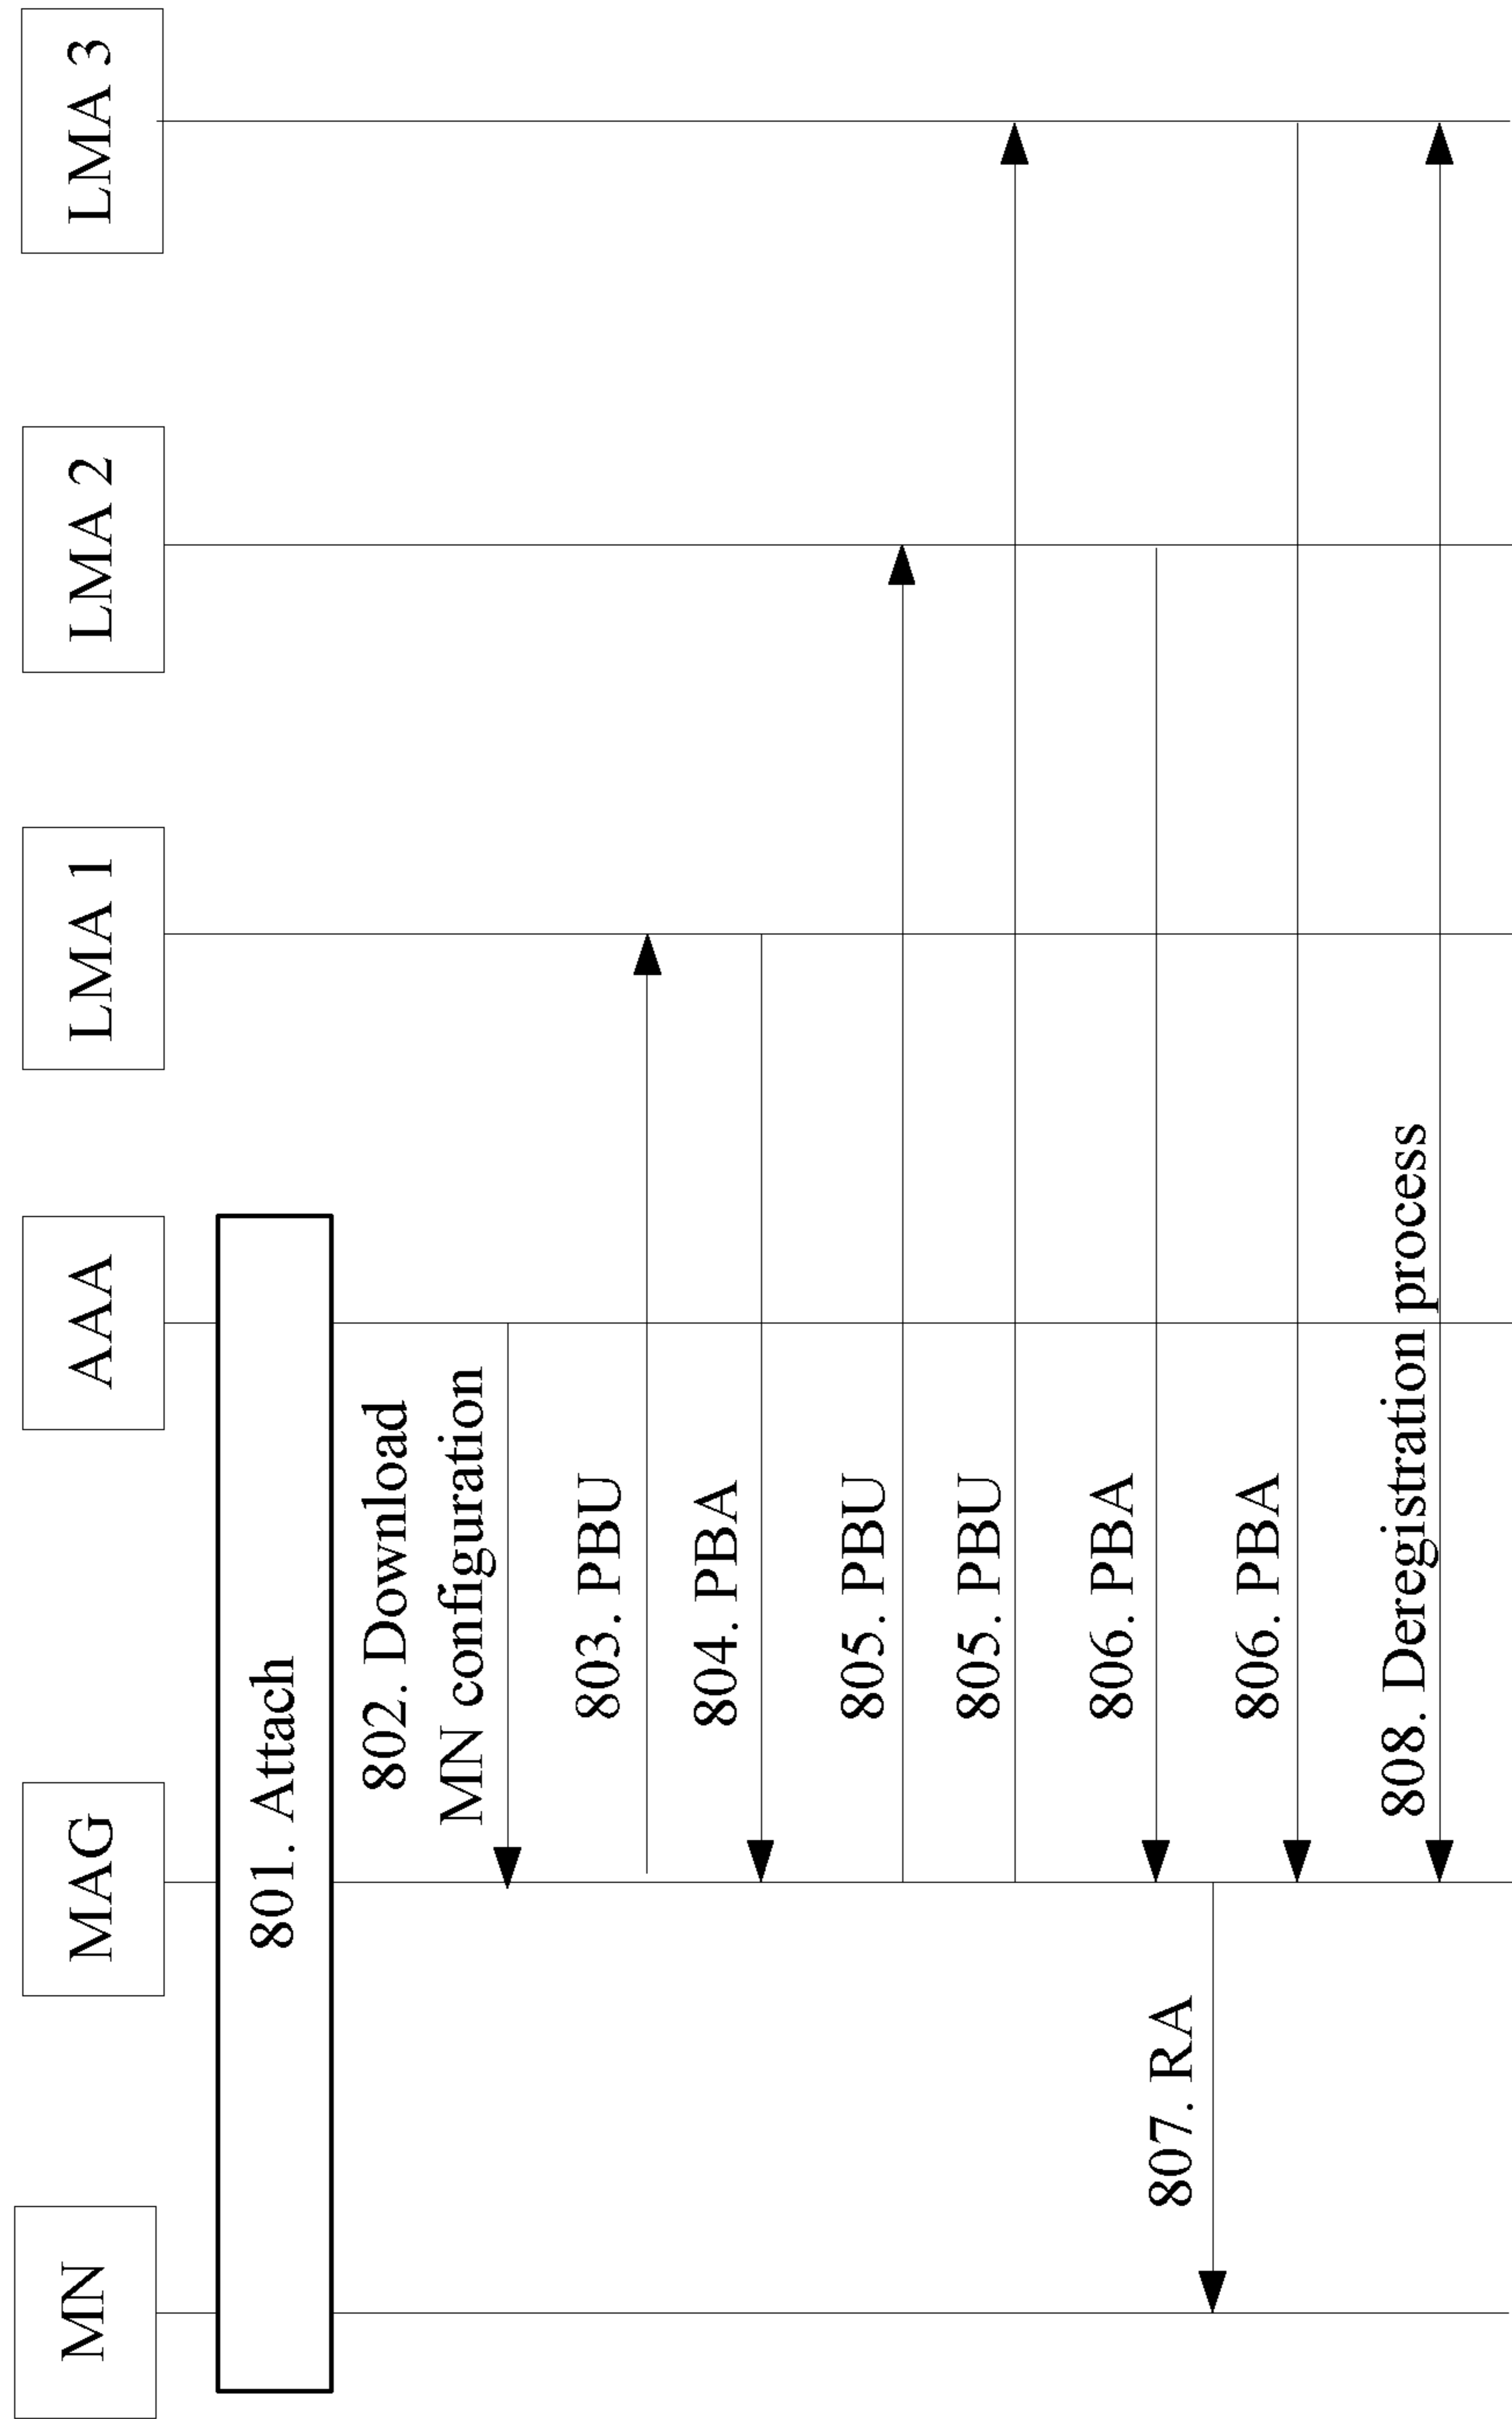 MN
MAG
AAA
LMA 1
LMA 2
LMA 3
801. Attach
802. Download
MN configuration
803. PBU
804. PBA
805. PBU
805. PBU
806. PBA
807. RA
806. PBA
808. Deregistration process